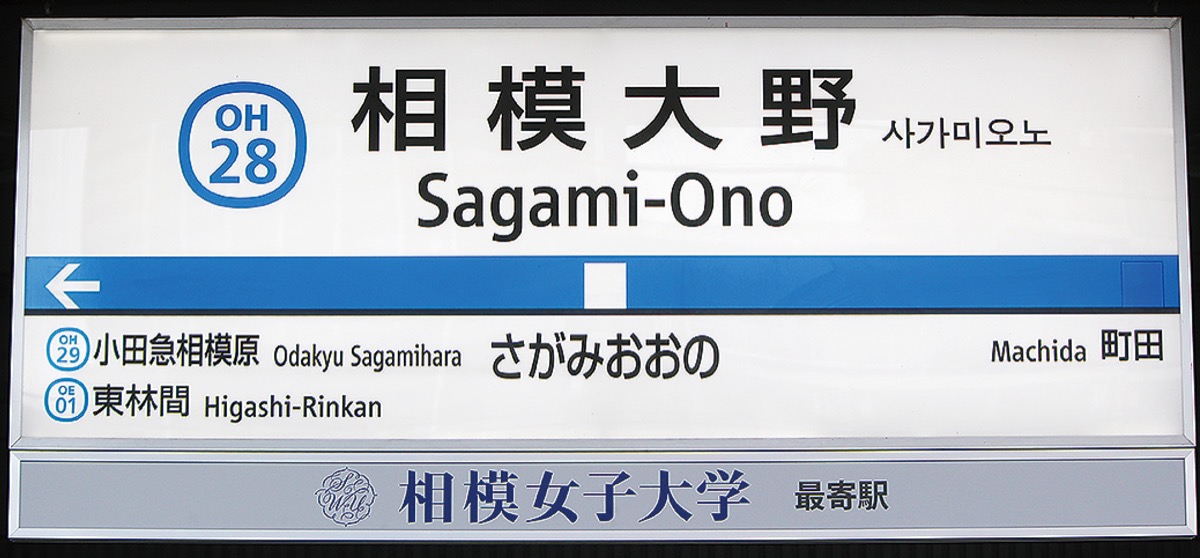 OH
28
相模大野 사가미오노
Sagami-Ono
←
OH
29
小田急相模原 Odakyu Sagamihara
さがみおおの
Machida 町田
OE
01
東林間 Higashi-Rinkan
SWU 相模女子大学 最寄駅